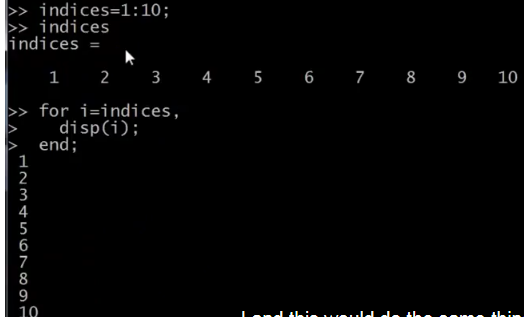 >> indices=1:10;
>> indices
indices =
1 2 3 4 5 6 7 8 9 10
>> for i=indices,
> disp(i);
> end;
1
2
3
4
5
6
7
8
9
10
and this would do the same thin